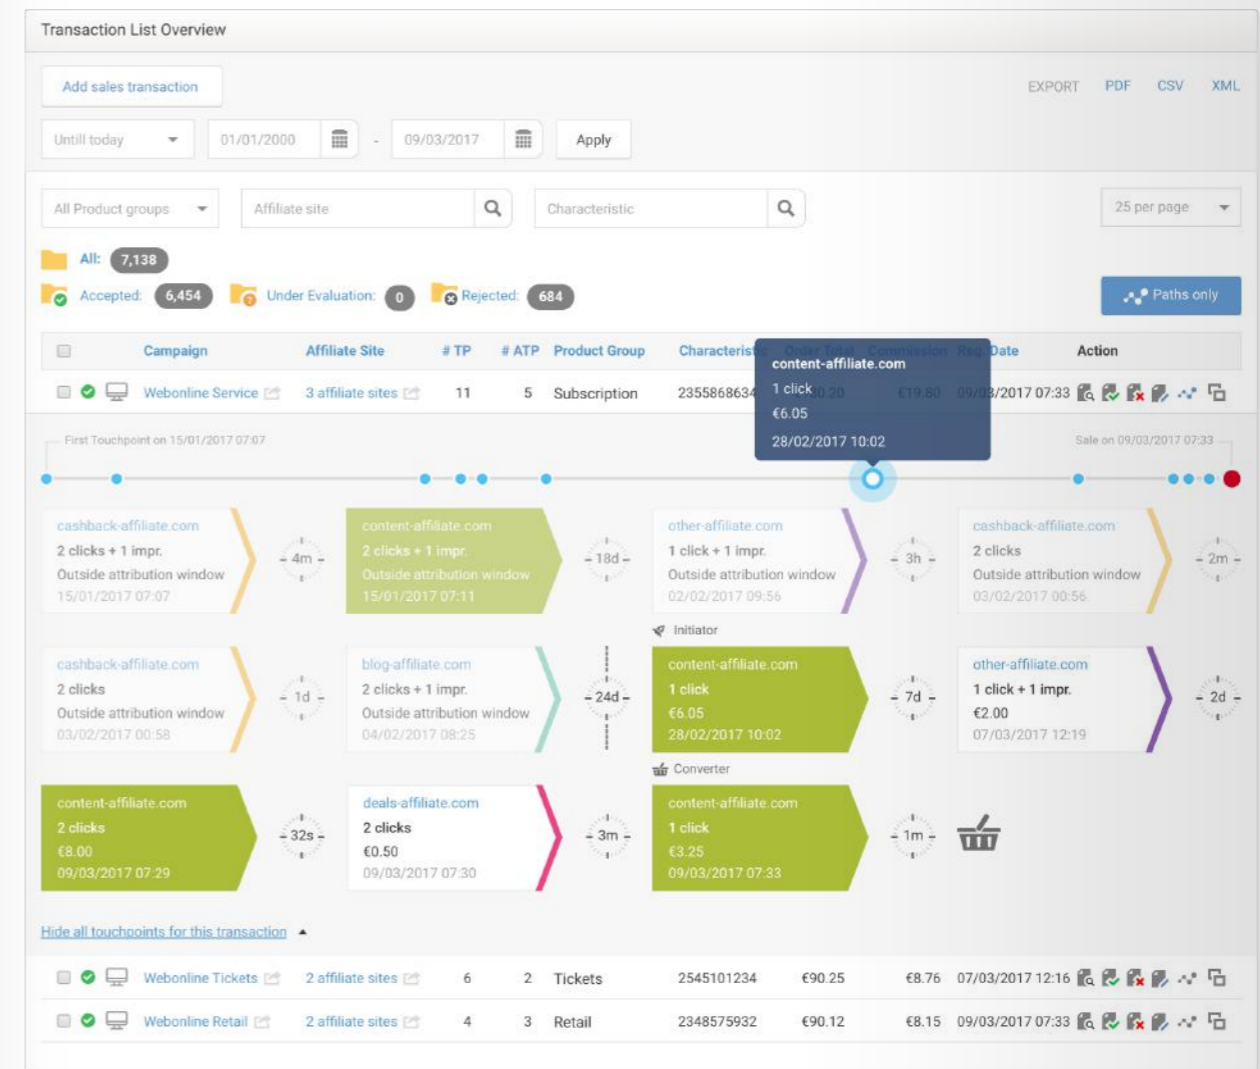 Transaction List Overview
Add sales transaction
EXPORT PDF CSV XML
Untill today 01/01/2000 - 09/03/2017 Apply
All Product groups Affiliate site Characteristic 25 per page
All: 7,138
Accepted: 6,454 Under Evaluation: 0 Rejected: 684 Paths only
Campaign Affiliate Site # TP # ATP Product Group Characteristic Order Total Commission Reg. Date Action
Webonline Service 3 affiliate sites 11 5 Subscription 2355868634 €19.80 09/03/2017 07:33
content-affiliate.com
1 click
€6.05
28/02/2017 10:02
First Touchpoint on 15/01/2017 07:07
Sale on 09/03/2017 07:33
cashback-affiliate.com
2 clicks + 1 impr.
Outside attribution window
15/01/2017 07:07
4m
content-affiliate.com
2 clicks + 1 impr.
Outside attribution window
15/01/2017 07:11
18d
other-affiliate.com
1 click + 1 impr.
Outside attribution window
02/02/2017 09:56
3h
cashback-affiliate.com
2 clicks
Outside attribution window
03/02/2017 00:56
2m
cashback-affiliate.com
2 clicks
Outside attribution window
03/02/2017 00:58
1d
blog-affiliate.com
2 clicks + 1 impr.
Outside attribution window
04/02/2017 08:25
24d
Initiator
content-affiliate.com
1 click
€6.05
28/02/2017 10:02
7d
other-affiliate.com
1 click + 1 impr.
€2.00
07/03/2017 12:19
2d
content-affiliate.com
2 clicks
€8.00
09/03/2017 07:29
32s
deals-affiliate.com
2 clicks
€0.50
09/03/2017 07:30
3m
Converter
content-affiliate.com
1 click
€3.25
09/03/2017 07:33
1m
Hide all touchpoints for this transaction
Webonline Tickets 2 affiliate sites 6 2 Tickets 2545101234 €90.25 €8.76 07/03/2017 12:16
Webonline Retail 2 affiliate sites 4 3 Retail 2348575932 €90.12 €8.15 09/03/2017 07:33